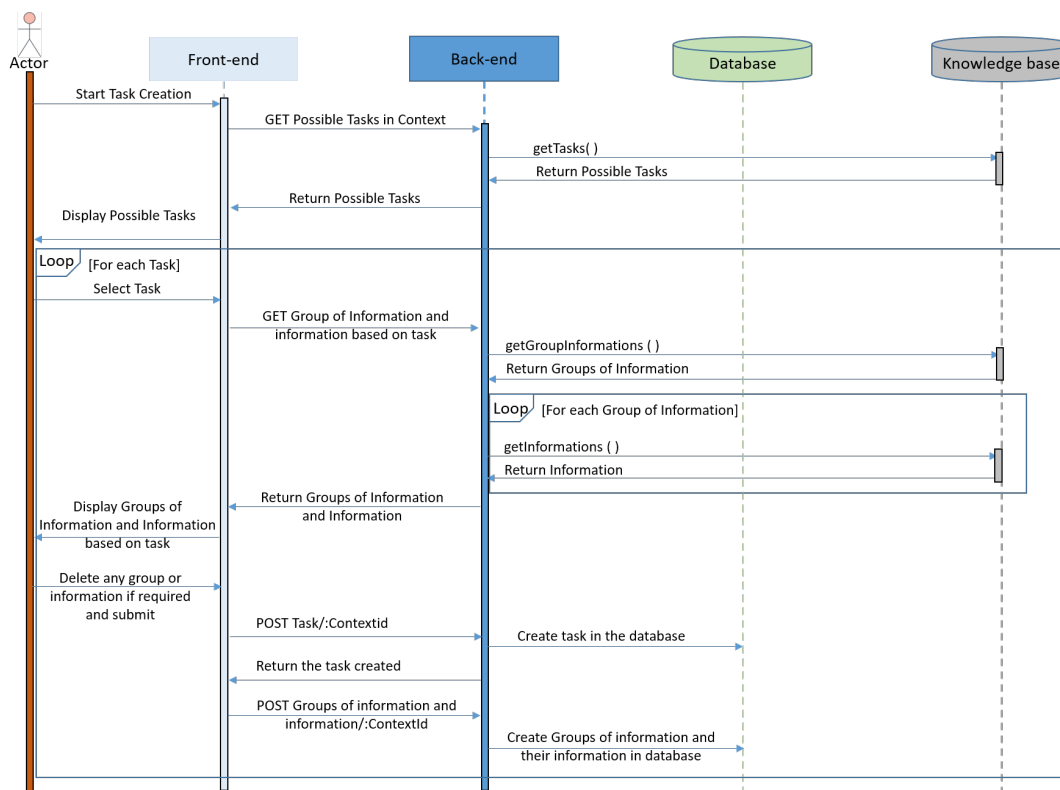 Actor
Front-end
Back-end
Database
Knowledge base
Start Task Creation
GET Possible Tasks in Context
getTasks( )
Return Possible Tasks
Return Possible Tasks
Display Possible Tasks
Loop
[For each Task]
Select Task
GET Group of Information and
information based on task
getGroupInformations ( )
Return Groups of Information
Loop
[For each Group of Information]
getInformations ( )
Return Information
Return Groups of Information
and Information
Display Groups of
Information and Information
based on task
Delete any group or
information if required
and submit
POST Task/:Contextid
Create task in the database
Return the task created
POST Groups of information and
information/:ContextId
Create Groups of information and
their information in database